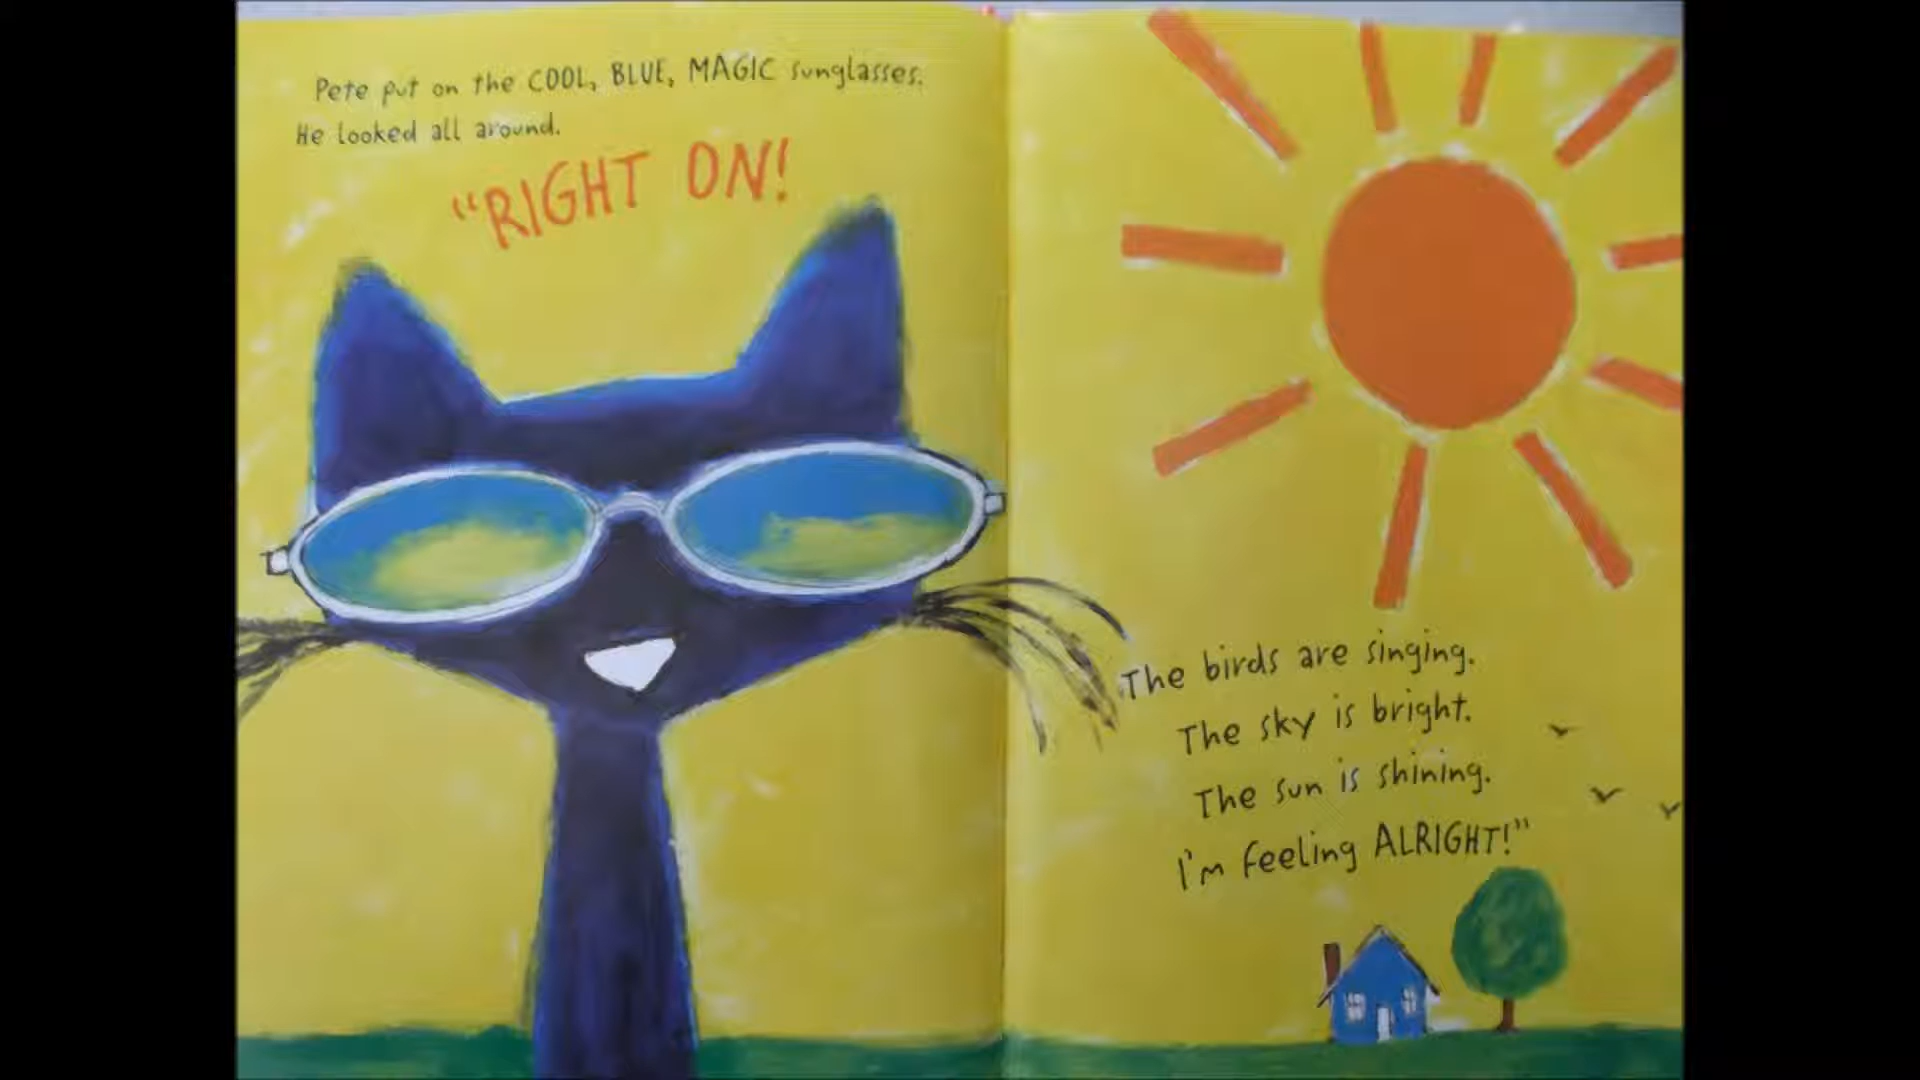 Pete put on the COOL, BLUE, MAGIC sunglasses.
He looked all around.
"RIGHT ON!
The birds are singing.
The sky is bright.
The sun is shining.
I'm feeling ALRIGHT!"